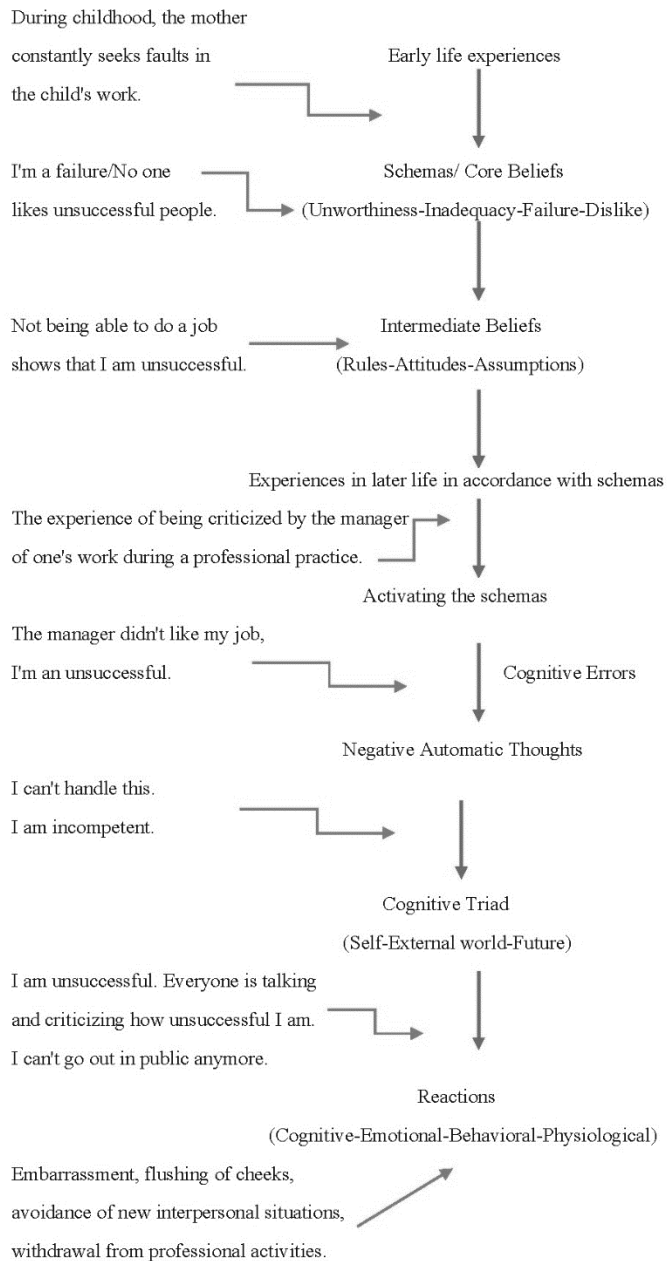 During childhood, the mother
constantly seeks faults in
the child's work.
Early life experiences
I'm a failure/No one
likes unsuccessful people.
Schemas/ Core Beliefs
(Unworthiness-Inadequacy-Failure-Dislike)
Not being able to do a job
shows that I am unsuccessful.
Intermediate Beliefs
(Rules-Attitudes-Assumptions)
Experiences in later life in accordance with schemas
The experience of being criticized by the manager
of one's work during a professional practice.
Activating the schemas
The manager didn't like my job,
I'm an unsuccessful.
Cognitive Errors
Negative Automatic Thoughts
I can't handle this.
I am incompetent.
Cognitive Triad
(Self-External world-Future)
I am unsuccessful. Everyone is talking
and criticizing how unsuccessful I am.
I can't go out in public anymore.
Reactions
(Cognitive-Emotional-Behavioral-Physiological)
Embarrassment, flushing of cheeks,
avoidance of new interpersonal situations,
withdrawal from professional activities.